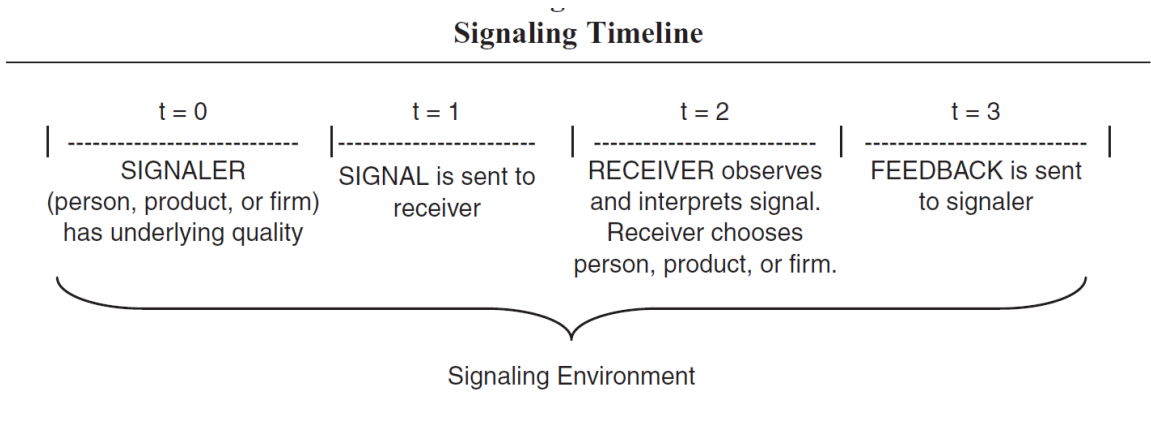 Signaling Timeline
t = 0
t = 1
t = 2
t = 3
SIGNALER
(person, product, or firm)
has underlying quality
SIGNAL is sent to
receiver
RECEIVER observes
and interprets signal.
Receiver chooses
person, product, or firm.
FEEDBACK is sent
to signaler
Signaling Environment